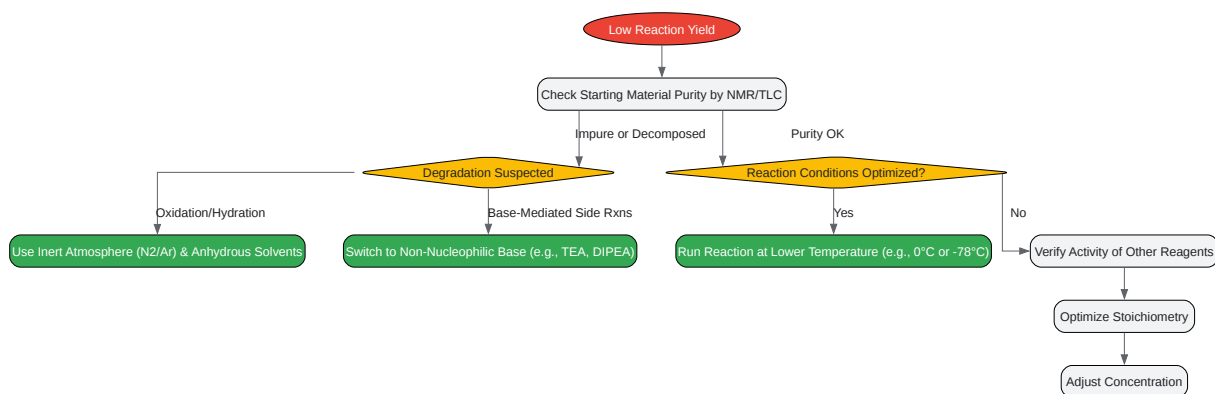 Low Reaction Yield
Check Starting Material Purity by NMR/TLC
Impure or Decomposed
Purity OK
Degradation Suspected
Reaction Conditions Optimized?
Oxidation/Hydration
Base-Mediated Side Rxns
Yes
No
Use Inert Atmosphere (N2/Ar) & Anhydrous Solvents
Switch to Non-Nucleophilic Base (e.g., TEA, DIPEA)
Run Reaction at Lower Temperature (e.g., 0°C or -78°C)
Verify Activity of Other Reagents
Optimize Stoichiometry
Adjust Concentration